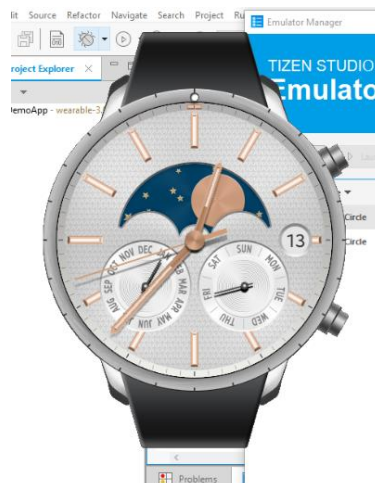 lit Source Refactor Navigate Search Project Ru
Emulator Manager
Project Explorer
TIZEN STUDIO
Emulato
DemoApp - wearable-3.
Circle
Circle
13
JAN FEB MAR APR MAY JUN JUL AUG SEP OCT NOV DEC
SUN MON TUE WED THU FRI SAT
Problems